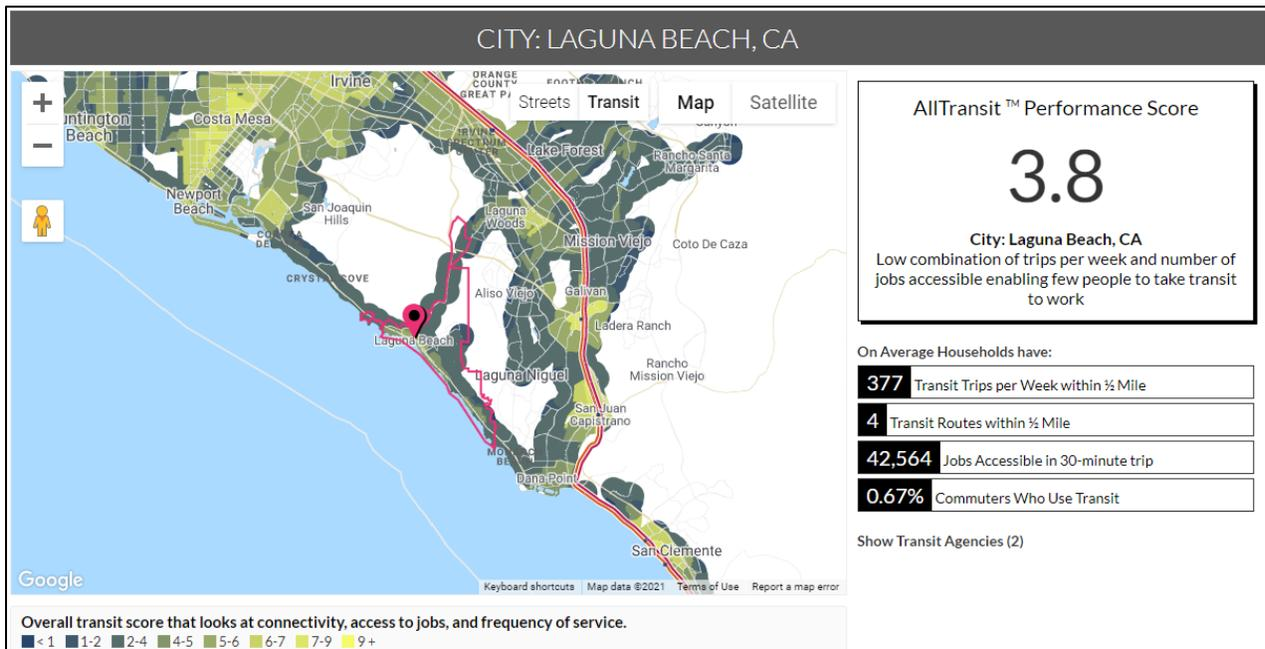 CITY: LAGUNA BEACH, CA
Irvine
ORANGE
COUNTY
GREAT
Streets
Transit
Map
Satellite
Costa Mesa
Beach
Lake Forest
Rancho Santa
Margarita
Newport
Beach
San Joaquin
Hills
Laguna
Woods
Mission Viejo
Coto De Caza
Aliso Viejo
Galivan
Ladera Ranch
Laguna Beach
Laguna Niguel
Rancho
Mission Viejo
San Juan
Capistrano
Dana Point
San Clemente
Google
Keyboard shortcuts
Map data ©2021
Terms of Use
Report a map error
Overall transit score that looks at connectivity, access to jobs, and frequency of service.
< 1 1-2 2-4 4-5 5-6 6-7 7-9 9 +
AllTransit ™ Performance Score
3.8
City: Laguna Beach, CA
Low combination of trips per week and number of
jobs accessible enabling few people to take transit
to work
On Average Households have:
377 Transit Trips per Week within ½ Mile
4 Transit Routes within ½ Mile
42,564 Jobs Accessible in 30-minute trip
0.67% Commuters Who Use Transit
Show Transit Agencies (2)